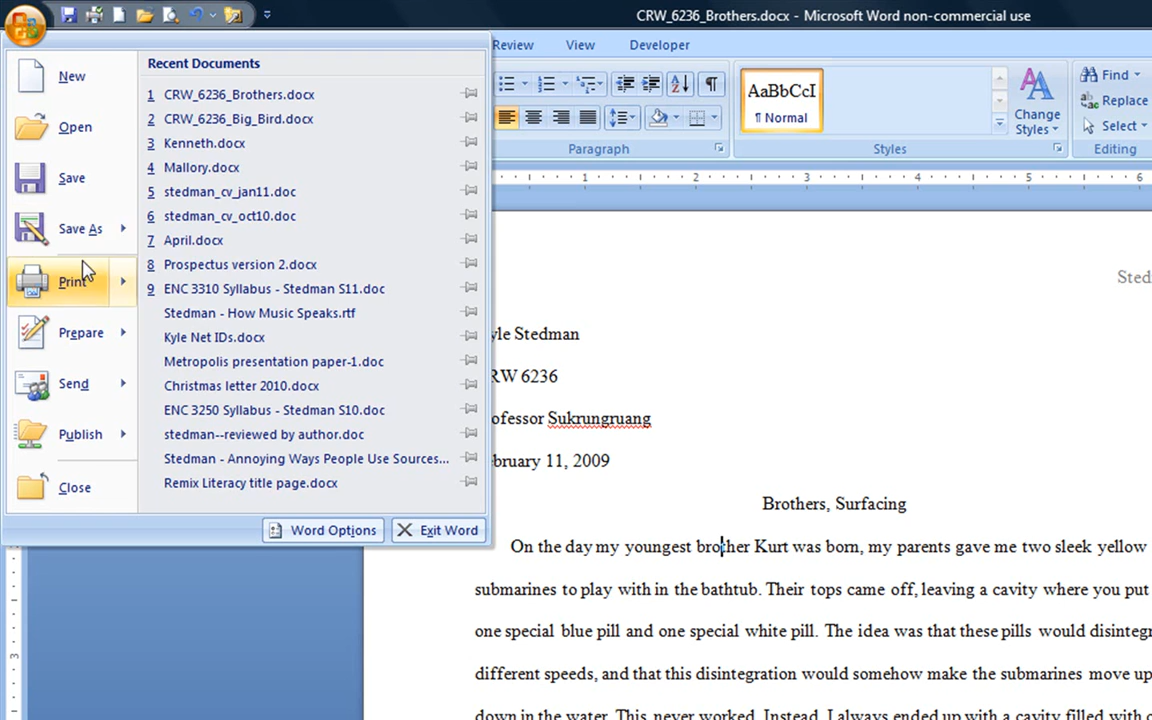 CRW_6236_Brothers.docx - Microsoft Word non-commercial use
Review View Developer
New
Open
Save
Save As
Print
Prepare
Send
Publish
Close
Recent Documents
1 CRW_6236_Brothers.docx
2 CRW_6236_Big_Bird.docx
3 Kenneth.docx
4 Mallory.docx
5 stedman_cv_jan11.doc
6 stedman_cv_oct10.doc
7 April.docx
8 Prospectus version 2.docx
9 ENC 3310 Syllabus - Stedman S11.doc
Stedman - How Music Speaks.rtf
Kyle Net IDs.docx
Metropolis presentation paper-1.doc
Christmas letter 2010.docx
ENC 3250 Syllabus - Stedman S10.doc
stedman--reviewed by author.doc
Stedman - Annoying Ways People Use Sources...
Remix Literacy title page.docx
Word Options Exit Word
Paragraph
AaBbCcI
¶ Normal
Change
Styles
Styles
Find
Replace
Select
Editing
1 2 3 4 5 6
3
Sted
yle Stedman
RW 6236
ofessor Sukrungruang
bruary 11, 2009
Brothers, Surfacing
On the day my youngest brother Kurt was born, my parents gave me two sleek yellow
submarines to play with in the bathtub. Their tops came off, leaving a cavity where you put
one special blue pill and one special white pill. The idea was that these pills would disintegr
different speeds, and that this disintegration would somehow make the submarines move up
down in the water. This never worked. Instead, I always ended up with a cavity filled with